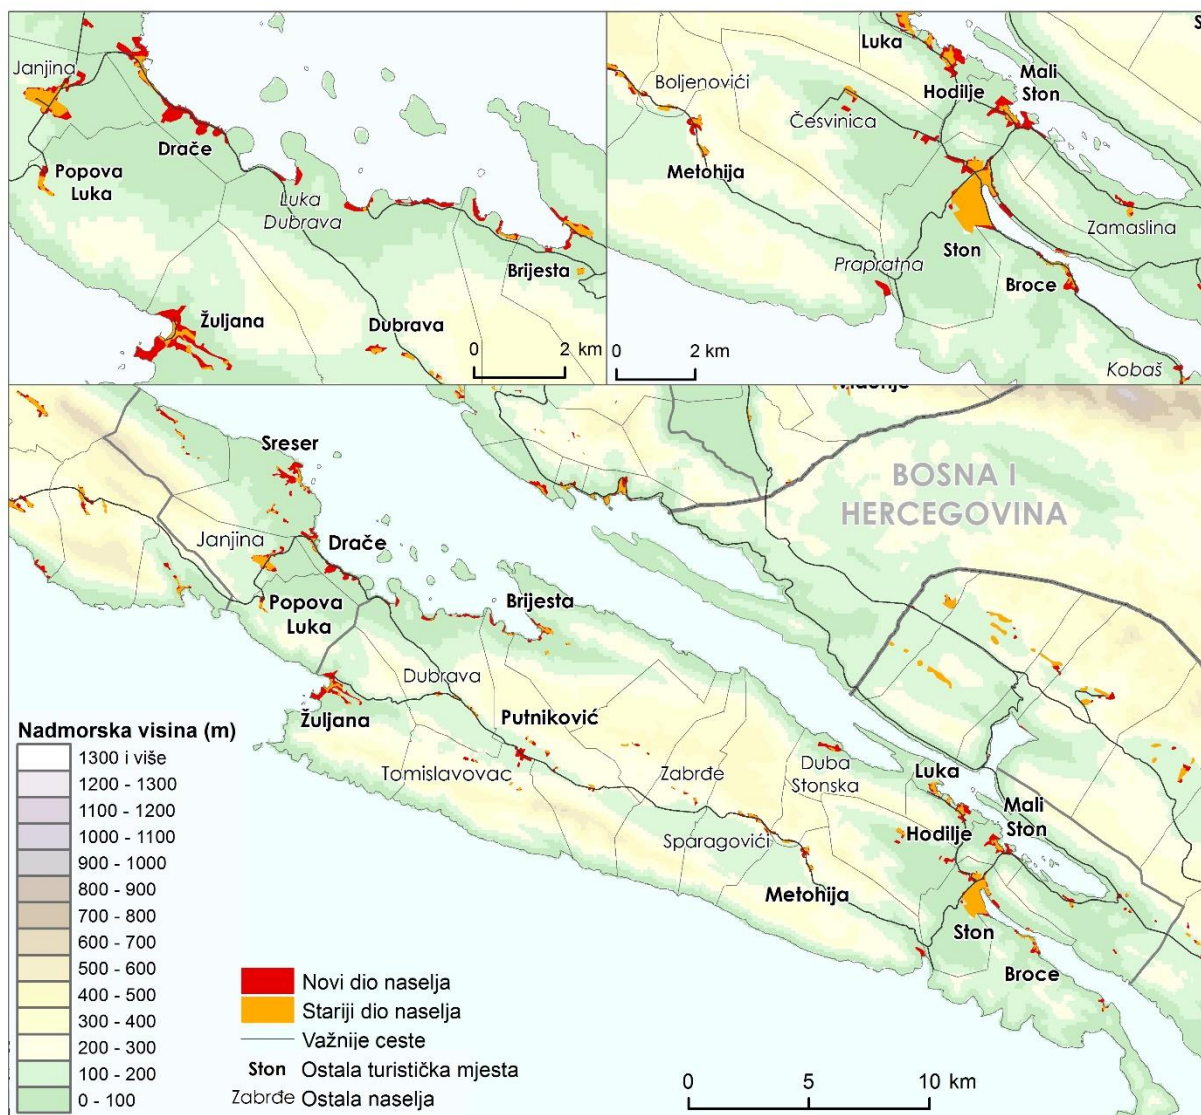 Janjina
Drače
Popova
Luka
Luka
Dubrava
Brijesta
Žuljana
Dubrava
0 2 km
Luka
Mali
Ston
Hodilje
Boljenovići
Česvinica
Metohija
Zamaslina
Ston
Prapratna
Broce
0 2 km
Kobaš
Sreser
BOSNA I
HERCEGOVINA
Janjina
Drače
Popova
Luka
Brijesta
Dubrava
Žuljana
Putniković
Tomislavovac
Zabrđe
Duba
Stonska
Luka
Mali
Ston
Hodilje
Sparagovići
Metohija
Ston
Broce
Nadmorska visina (m)
1300 i više
1200 - 1300
1100 - 1200
1000 - 1100
900 - 1000
800 - 900
700 - 800
600 - 700
500 - 600
400 - 500
300 - 400
200 - 300
100 - 200
0 - 100
Novi dio naselja
Stariji dio naselja
Važnije ceste
Ston Ostala turistička mjesta
Zabrđe Ostala naselja
0 5 10 km